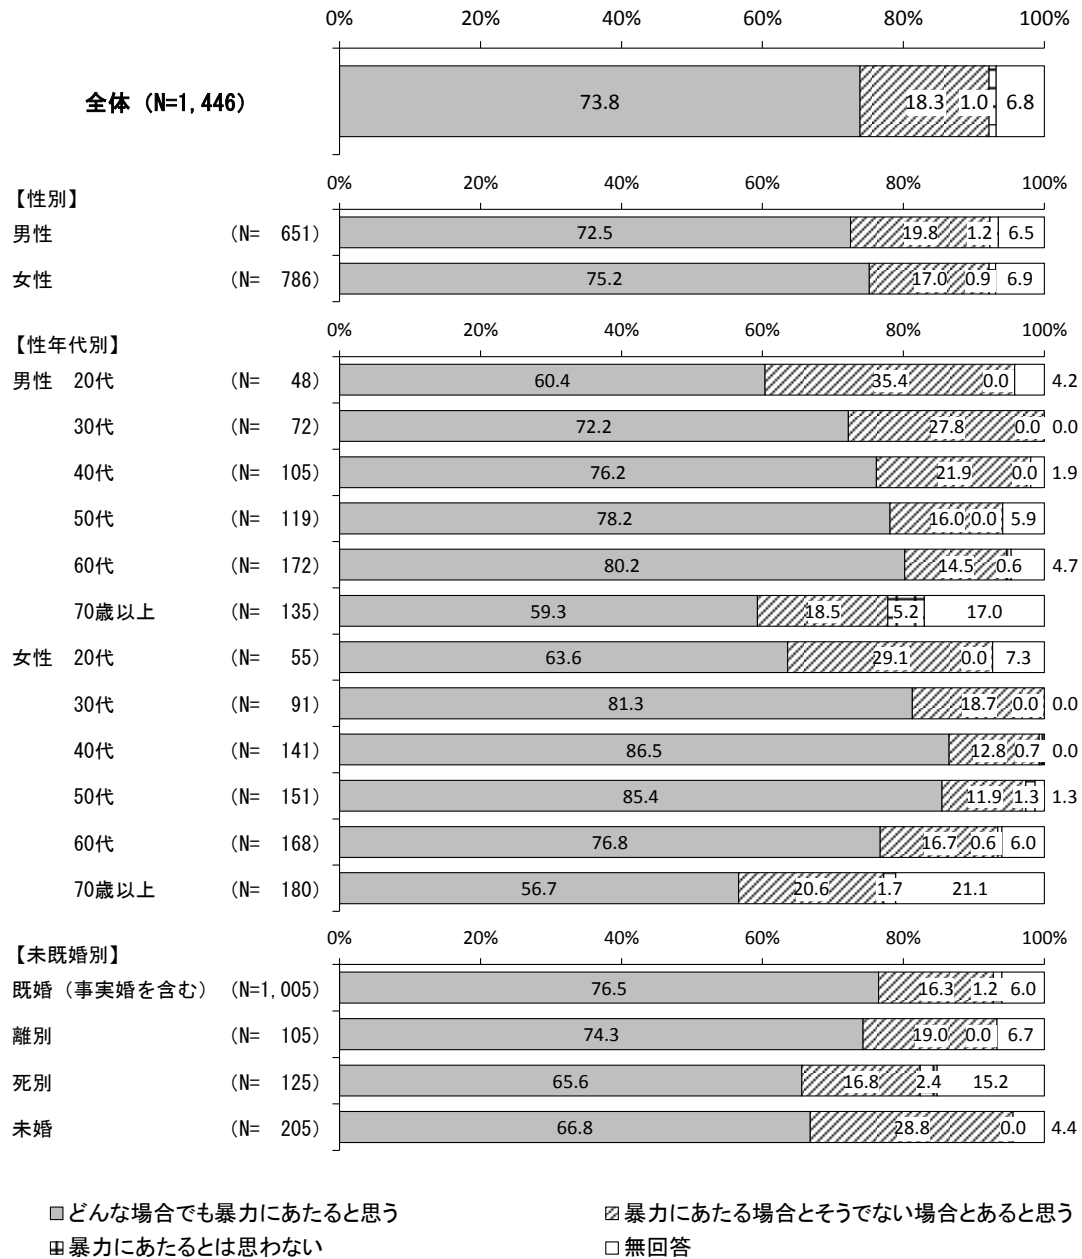 0% 20% 40% 60% 80% 100%
全体（N=1,446） 73.8 18.3 1.0 6.8
0% 20% 40% 60% 80% 100%
【性別】
男性 （N= 651） 72.5 19.8 1.2 6.5
女性 （N= 786） 75.2 17.0 0.9 6.9
0% 20% 40% 60% 80% 100%
【性年代別】
男性 20代 （N= 48） 60.4 35.4 0.0 4.2
30代 （N= 72） 72.2 27.8 0.0 0.0
40代 （N= 105） 76.2 21.9 0.0 1.9
50代 （N= 119） 78.2 16.0 0.0 5.9
60代 （N= 172） 80.2 14.5 0.6 4.7
70歳以上 （N= 135） 59.3 18.5 5.2 17.0
女性 20代 （N= 55） 63.6 29.1 0.0 7.3
30代 （N= 91） 81.3 18.7 0.0 0.0
40代 （N= 141） 86.5 12.8 0.7 0.0
50代 （N= 151） 85.4 11.9 1.3 1.3
60代 （N= 168） 76.8 16.7 0.6 6.0
70歳以上 （N= 180） 56.7 20.6 1.7 21.1
0% 20% 40% 60% 80% 100%
【未既婚別】
既婚（事実婚を含む） （N=1,005） 76.5 16.3 1.2 6.0
離別 （N= 105） 74.3 19.0 0.0 6.7
死別 （N= 125） 65.6 16.8 2.4 15.2
未婚 （N= 205） 66.8 28.8 0.0 4.4
どんな場合でも暴力にあたると思う 暴力にあたる場合とそうでない場合とあると思う
暴力にあたるとは思わない 無回答